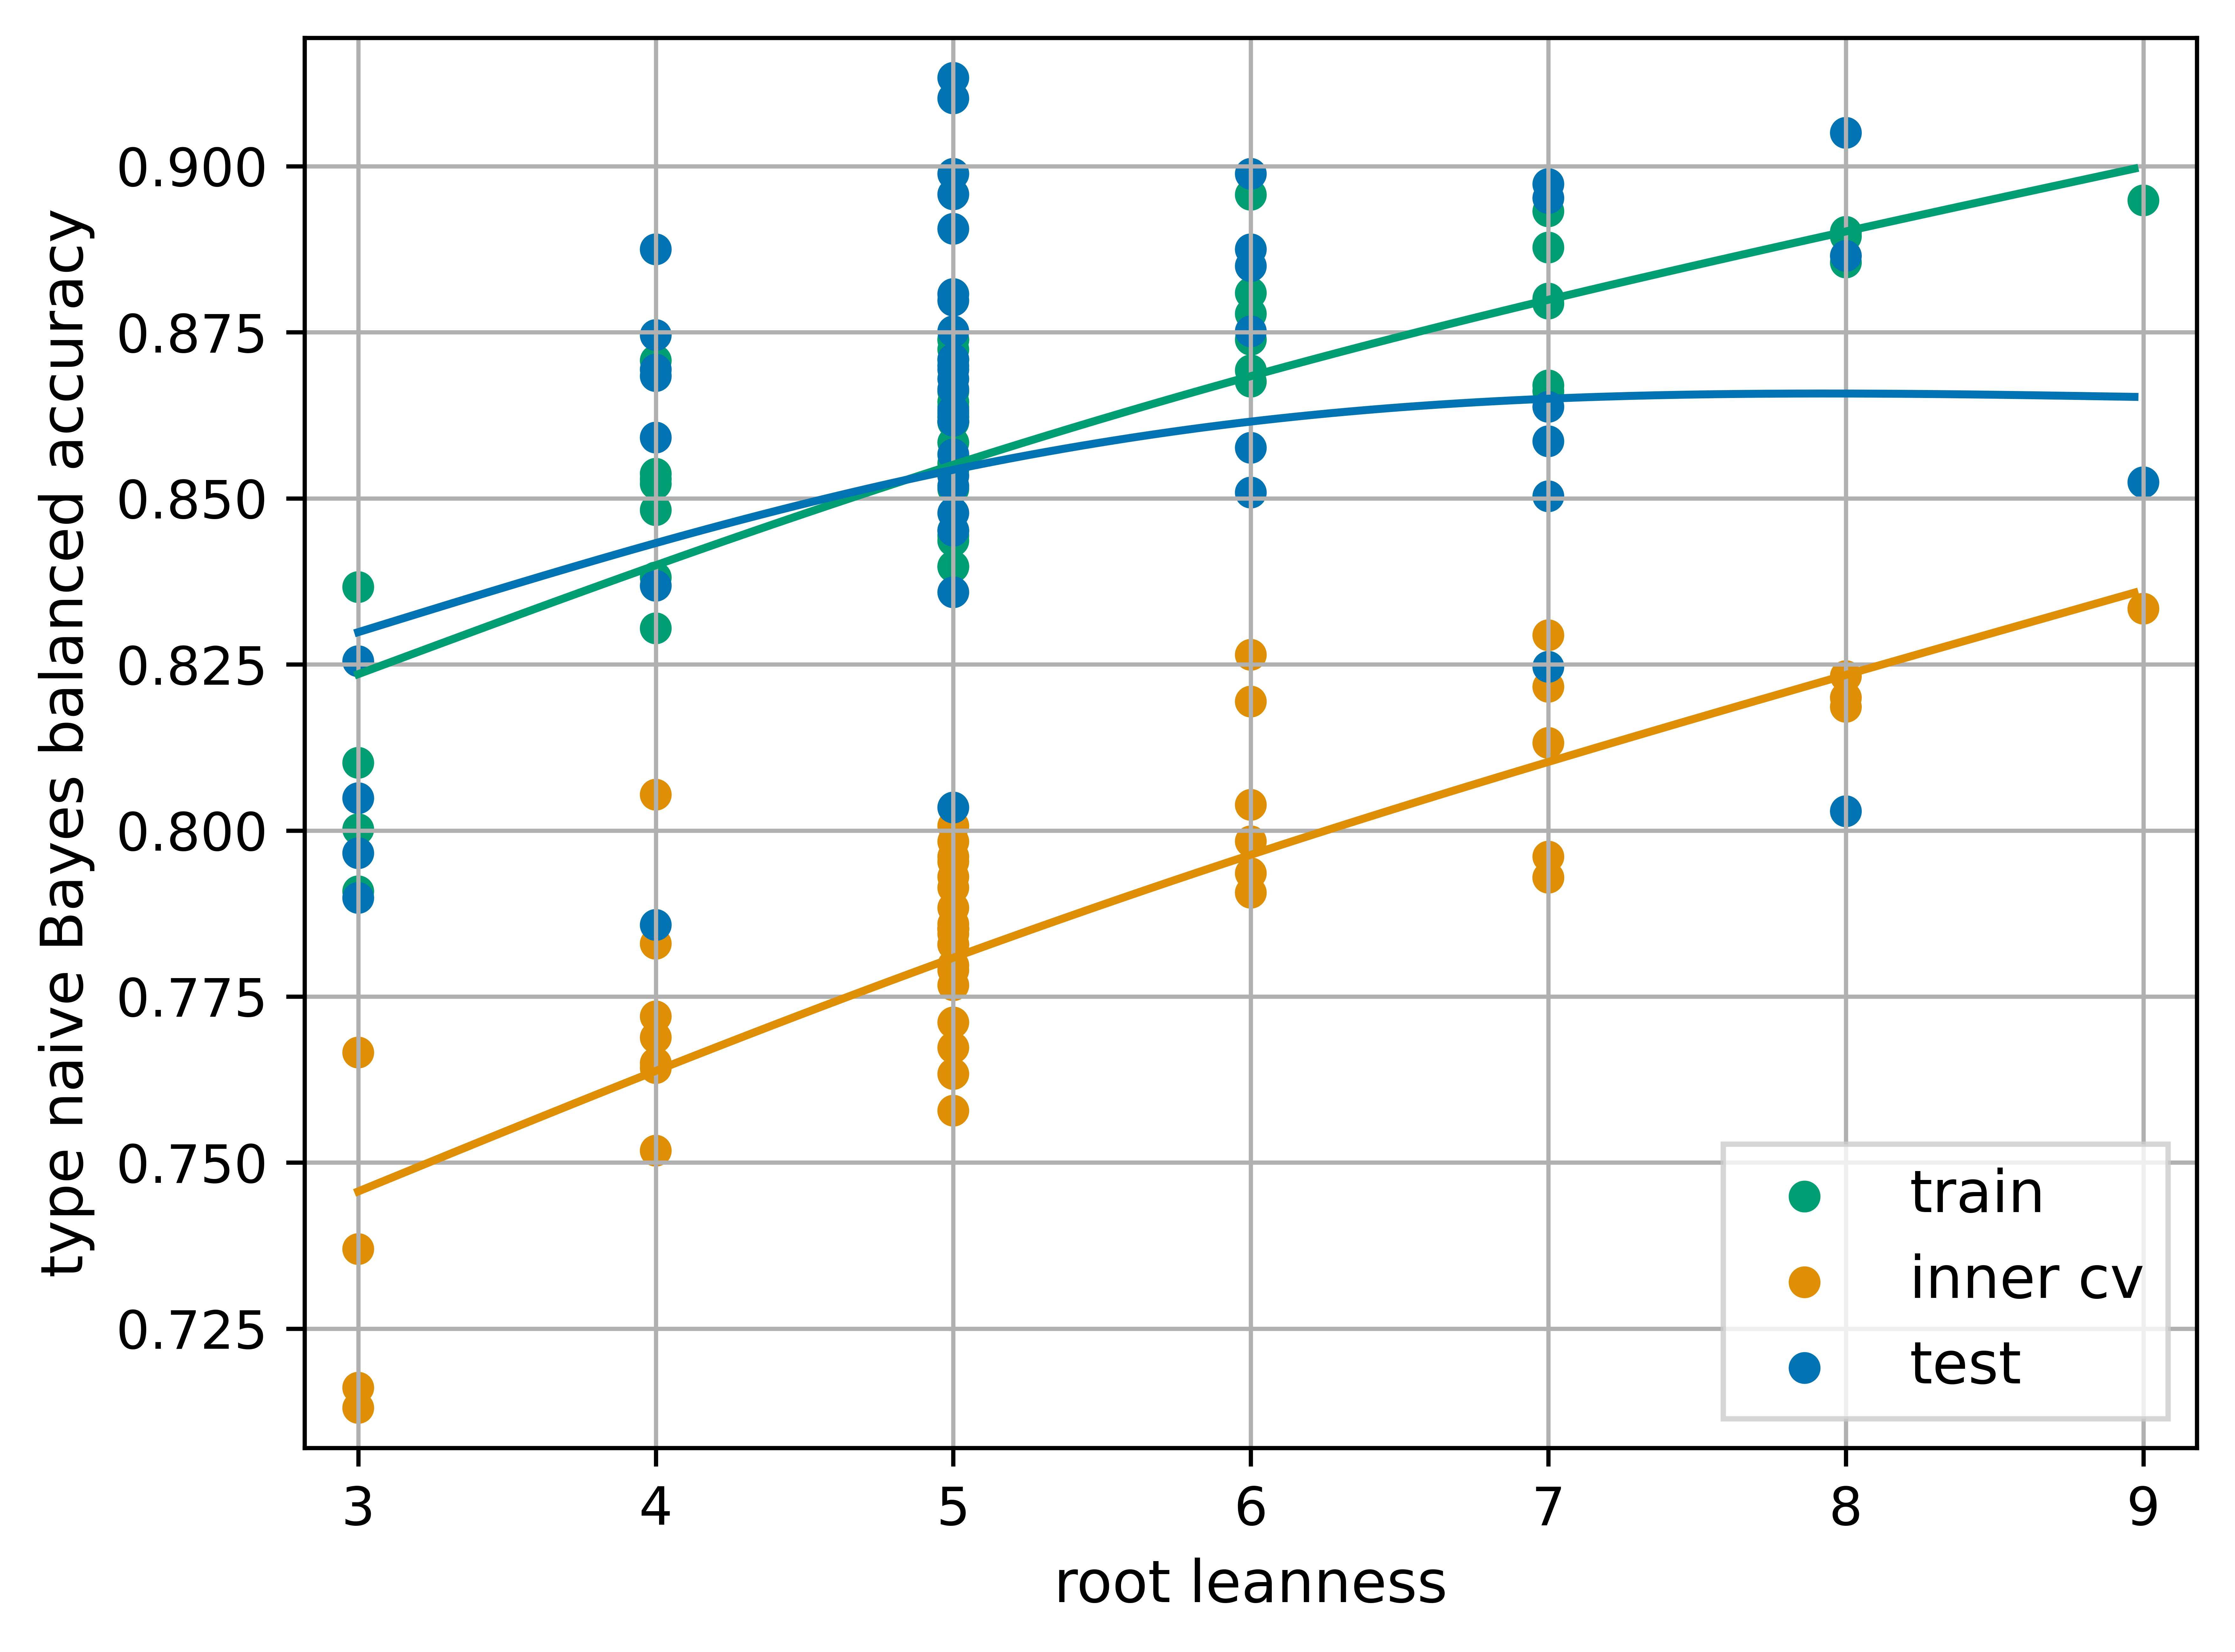 type naive Bayes balanced accuracy
0.900
0.875
0.850
0.825
0.800
0.775
0.750
0.725
train
inner cv
test
3 4 5 6 7 8 9
root leanness